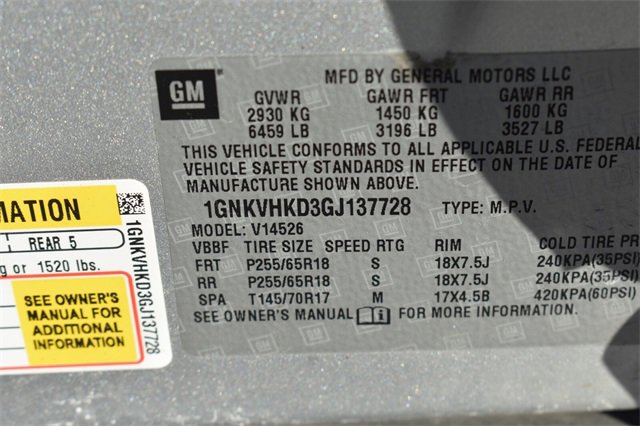 MATION
REAR 5
g or 1520 lbs.
SEE OWNER'S
MANUAL FOR
ADDITIONAL
INFORMATION
1GNKVHKD3GJ137728
GM
MFD BY GENERAL MOTORS LLC
GVWR GAWR FRT GAWR RR
2930 KG 1450 KG 1600 KG
6459 LB 3196 LB 3527 LB
THIS VEHICLE CONFORMS TO ALL APPLICABLE U.S. FEDERAL
VEHICLE SAFETY STANDARDS IN EFFECT ON THE DATE OF
MANUFACTURE SHOWN ABOVE.
1GNKVHKD3GJ137728 TYPE: M.P.V.
MODEL: V14526
VBBF TIRE SIZE SPEED RTG RIM COLD TIRE PR
FRT P255/65R18 S 18X7.5J 240KPA(35PSI)
RR P255/65R18 S 18X7.5J 240KPA(35PSI)
SPA T145/70R17 M 17X4.5B 420KPA(60PSI)
SEE OWNER'S MANUAL i FOR MORE INFORMATION.